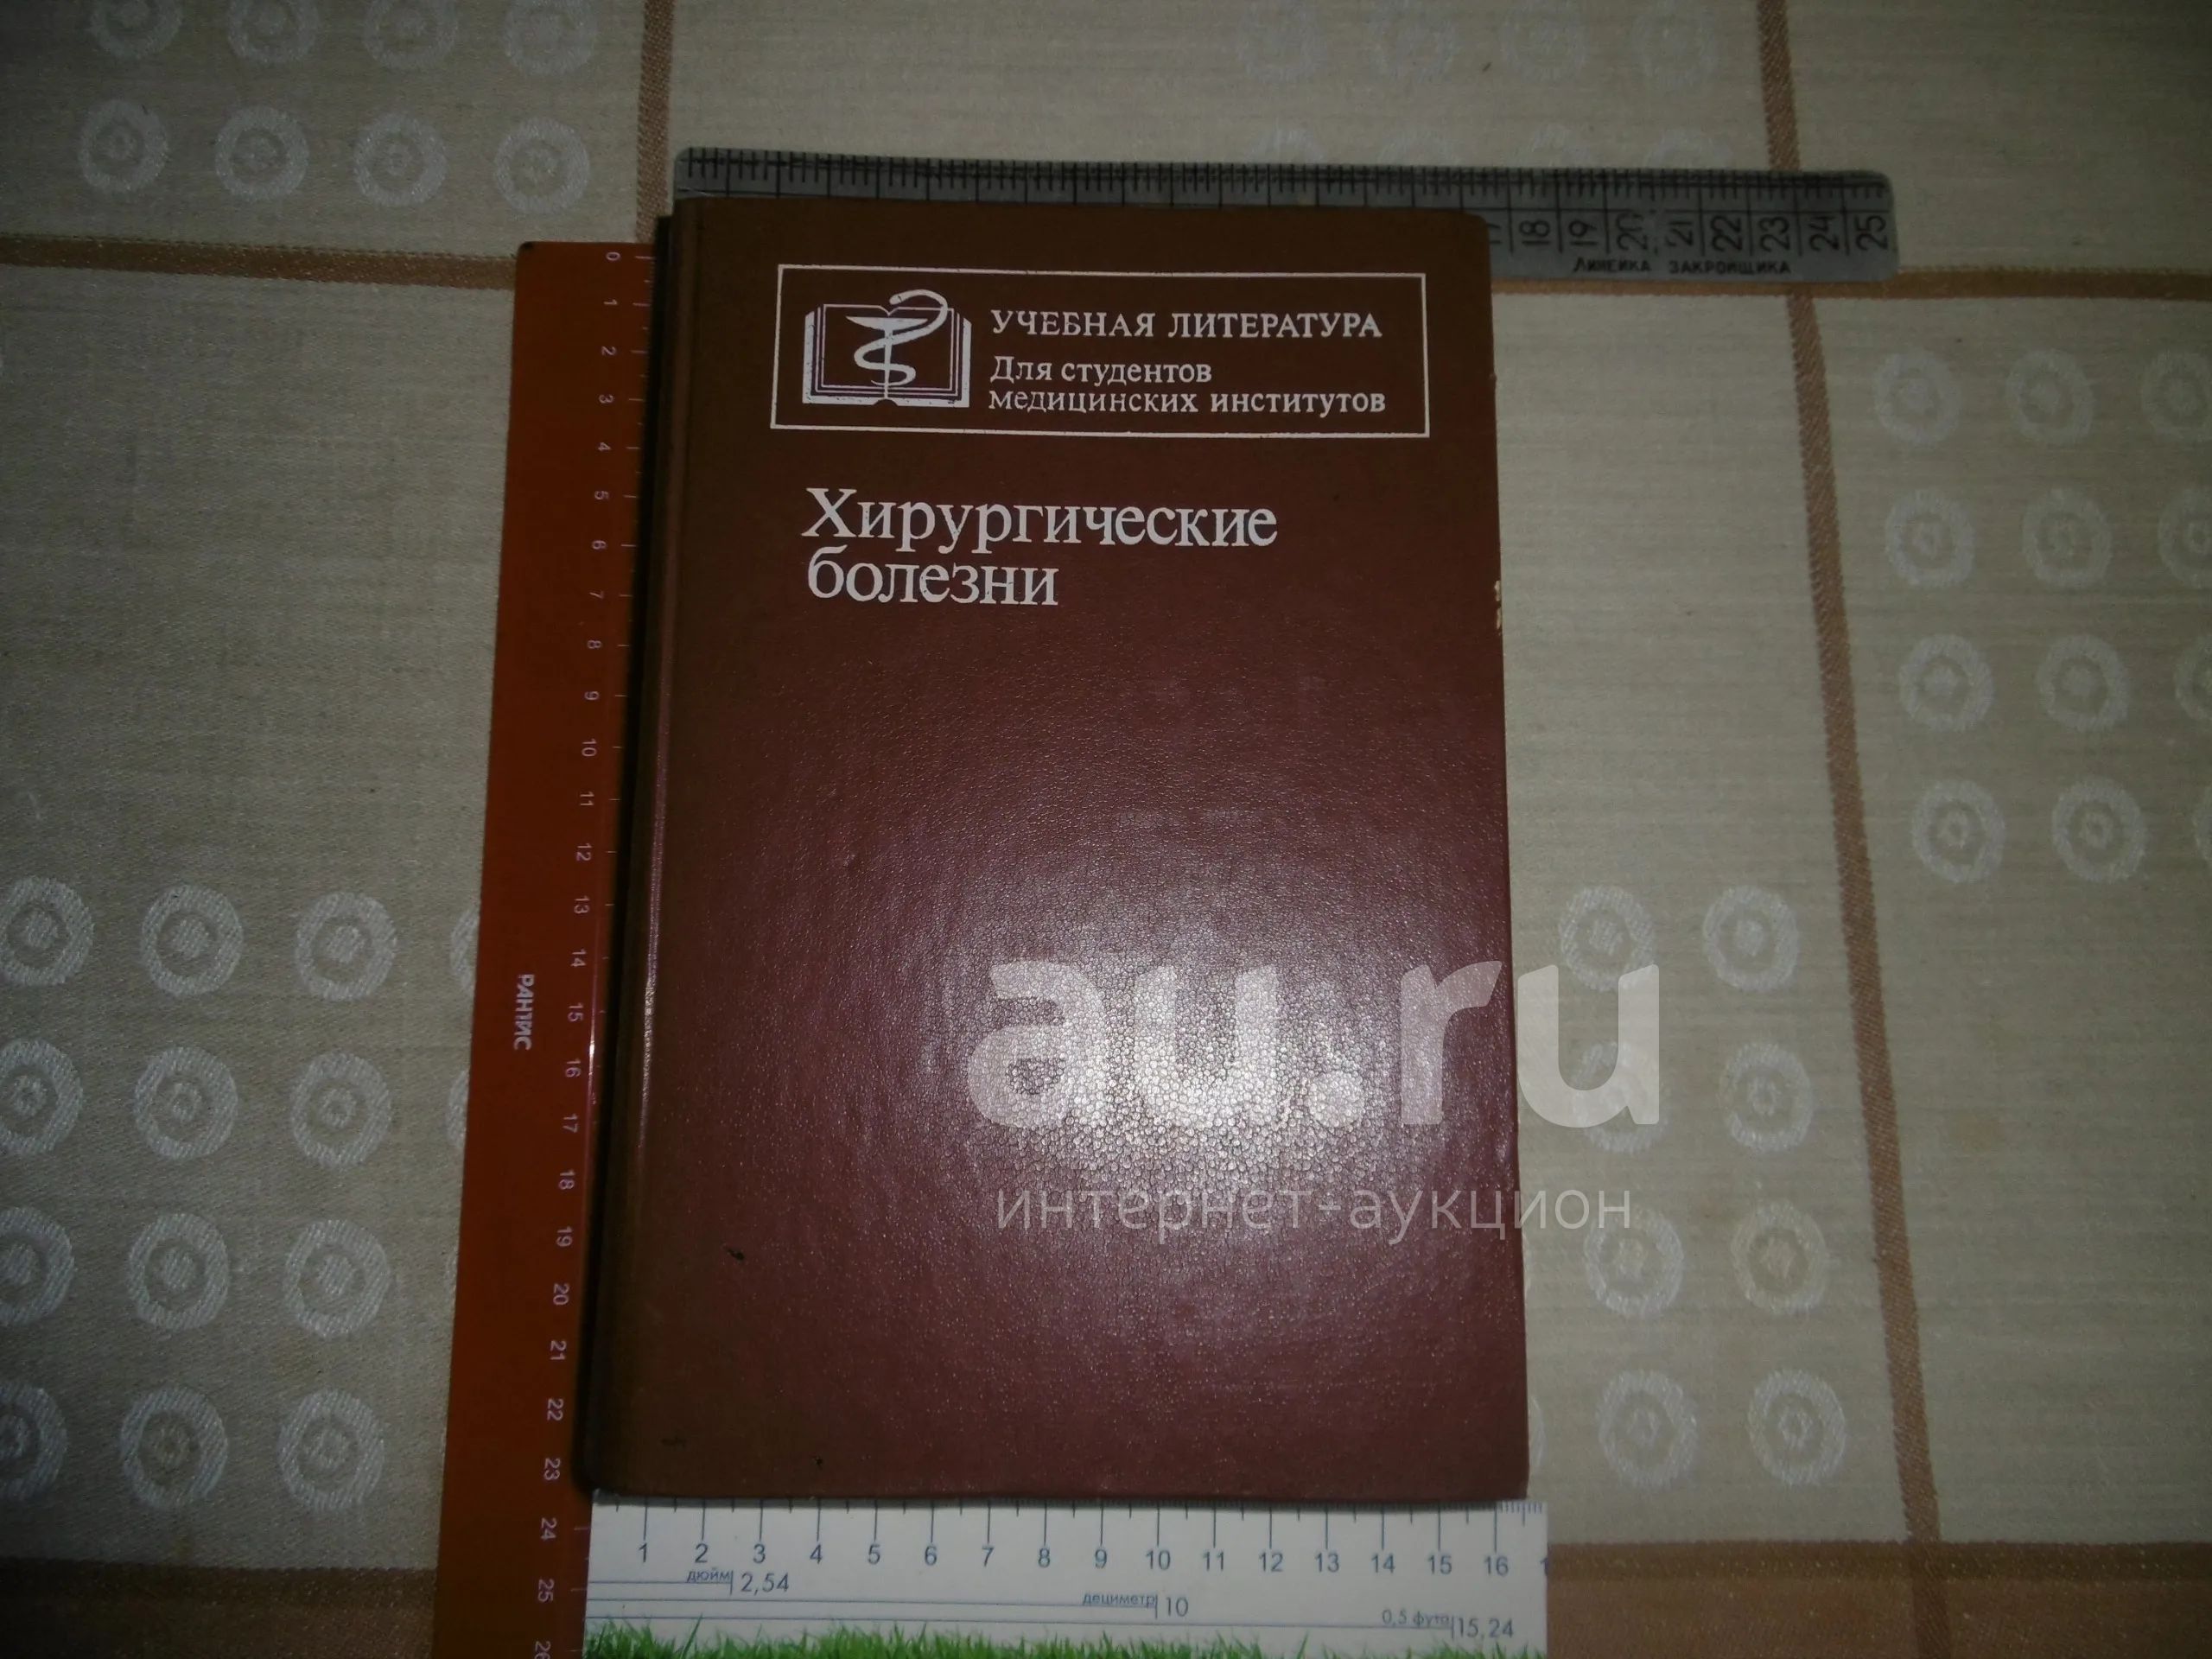 18 19 20 21 22 23 24 25
ЛИНЕЙКА ЗАКРОЙЩИКА
УЧЕБНАЯ ЛИТЕРАТУРА
Для студентов
медицинских институтов
Хирургические
болезни
0 1 2 3 4 5 6 7 8 9 10 11 12 13 14 15 16 17 18 19 20 21 22 23 24 25 26
РАНТИС
au.ru
интернет-аукцион
1 2 3 4 5 6 7 8 9 10 11 12 13 14 15 16
дюйм 2,54
дециметр 10
0,5 фута 15,24